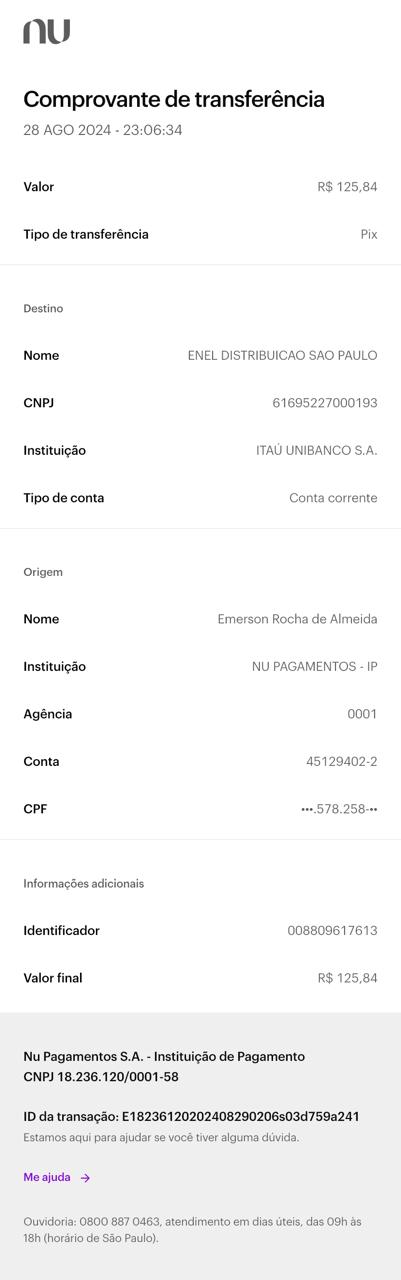 nu
Comprovante de transferência
28 AGO 2024 - 23:06:34
Valor R$ 125,84
Tipo de transferência Pix
Destino
Nome ENEL DISTRIBUICAO SAO PAULO
CNPJ 61695227000193
Instituição ITAÚ UNIBANCO S.A.
Tipo de conta Conta corrente
Origem
Nome Emerson Rocha de Almeida
Instituição NU PAGAMENTOS - IP
Agência 0001
Conta 45129402-2
CPF •••.578.258-••
Informações adicionais
Identificador 008809617613
Valor final R$ 125,84
Nu Pagamentos S.A. - Instituição de Pagamento
CNPJ 18.236.120/0001-58
ID da transação: E18236120202408290206s03d759a241
Estamos aqui para ajudar se você tiver alguma dúvida.
Me ajuda →
Ouvidoria: 0800 887 0463, atendimento em dias úteis, das 09h às
18h (horário de São Paulo).